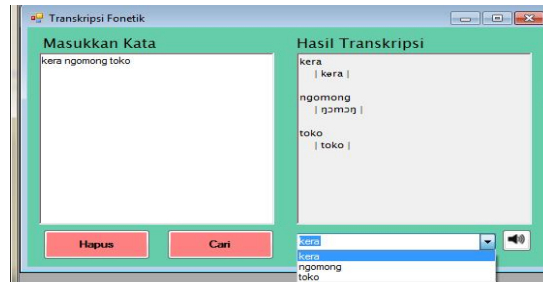 Transkripsi Fonetik
Masukkan Kata
kera ngomong toko
Hasil Transkripsi
kera
| kəra |
ngomong
| ŋɔmɔŋ |
toko
| toko |
Hapus
Cari
kera
kera
ngomong
toko